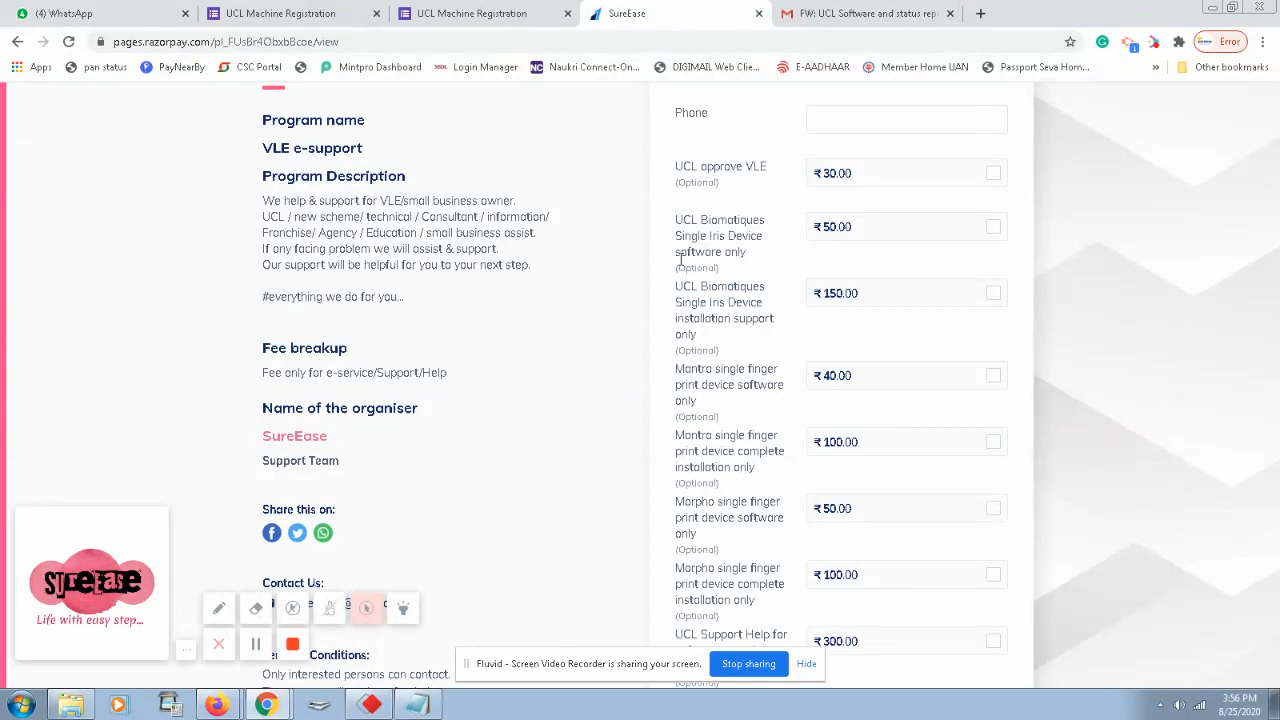 (4) WhatsApp
UCL Machine Registration
UCL Machine Registration
SureEase
FW: UCL Software and status rep
pages.razorpay.com/pl_FUsBr4ObxbBcoe/view
Error
Apps
pan status
PayNearBy
CSC Portal
Mintpro Dashboard
Login Manager
Naukri Connect-On...
DIGIMAIL Web Clie...
E-AADHAAR
Member Home UAN
Passport Seva Hom...
»
Other bookmarks
Program name
VLE e-support
Program Description
We help & support for VLE/small business owner.
UCL / new scheme/ technical / Consultant / information/
Franchise/ Agency / Education / small business assist.
If any facing problem we will assist & support.
Our support will be helpful for you to your next step.
#everything we do for you...
Fee breakup
Fee only for e-service/Support/Help
Name of the organiser
SureEase
Support Team
Share this on:
Contact Us:
Conditions:
Only interested persons can contact.
SureEase
Life with easy step...
Phone
UCL approve VLE
(Optional)
₹ 30.00
UCL Biomatiques
Single Iris Device
software only
(Optional)
₹ 50.00
UCL Biomatiques
Single Iris Device
installation support
only
(Optional)
₹ 150.00
Mantra single finger
print device software
only
(Optional)
₹ 40.00
Mantra single finger
print device complete
installation only
(Optional)
₹ 100.00
Morpho single finger
print device software
only
(Optional)
₹ 50.00
Morpho single finger
print device complete
installation only
(Optional)
₹ 100.00
UCL Support Help for
₹ 300.00
Fluvid - Screen Video Recorder is sharing your screen.
Stop sharing
Hide
3:56 PM
8/25/2020